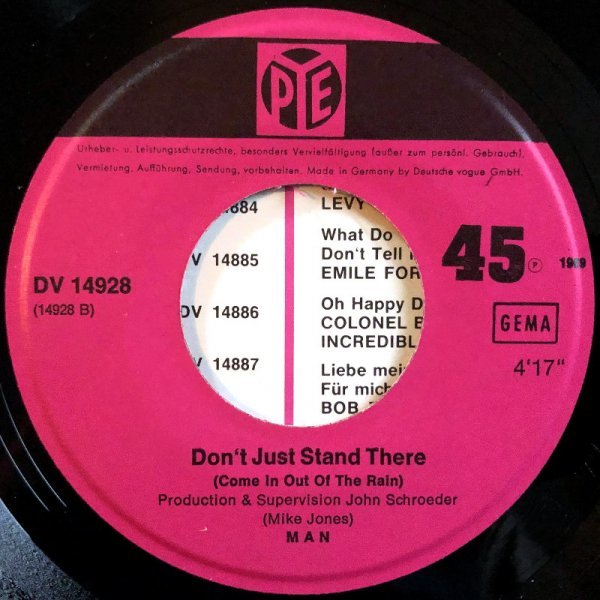 PYE
Urheber- u. Leistungsschutzrechte, besonders Vervielfältigung (außer zum persönl. Gebrauch),
Vermietung, Aufführung, Sendung, vorbehalten. Made in Germany by Deutsche vogue GmbH.
DV 14928
(14928 B)
45
P 1969
GEMA
4'17"
LEVY
What Do
Don't Tell
DV 14885
EMILE FOR
DV 14886
Oh Happy D
COLONEL B
INCREDIBL
14887
Liebe mei
Für mich
BOB
Don't Just Stand There
(Come In Out Of The Rain)
Production & Supervision John Schroeder
(Mike Jones)
MAN